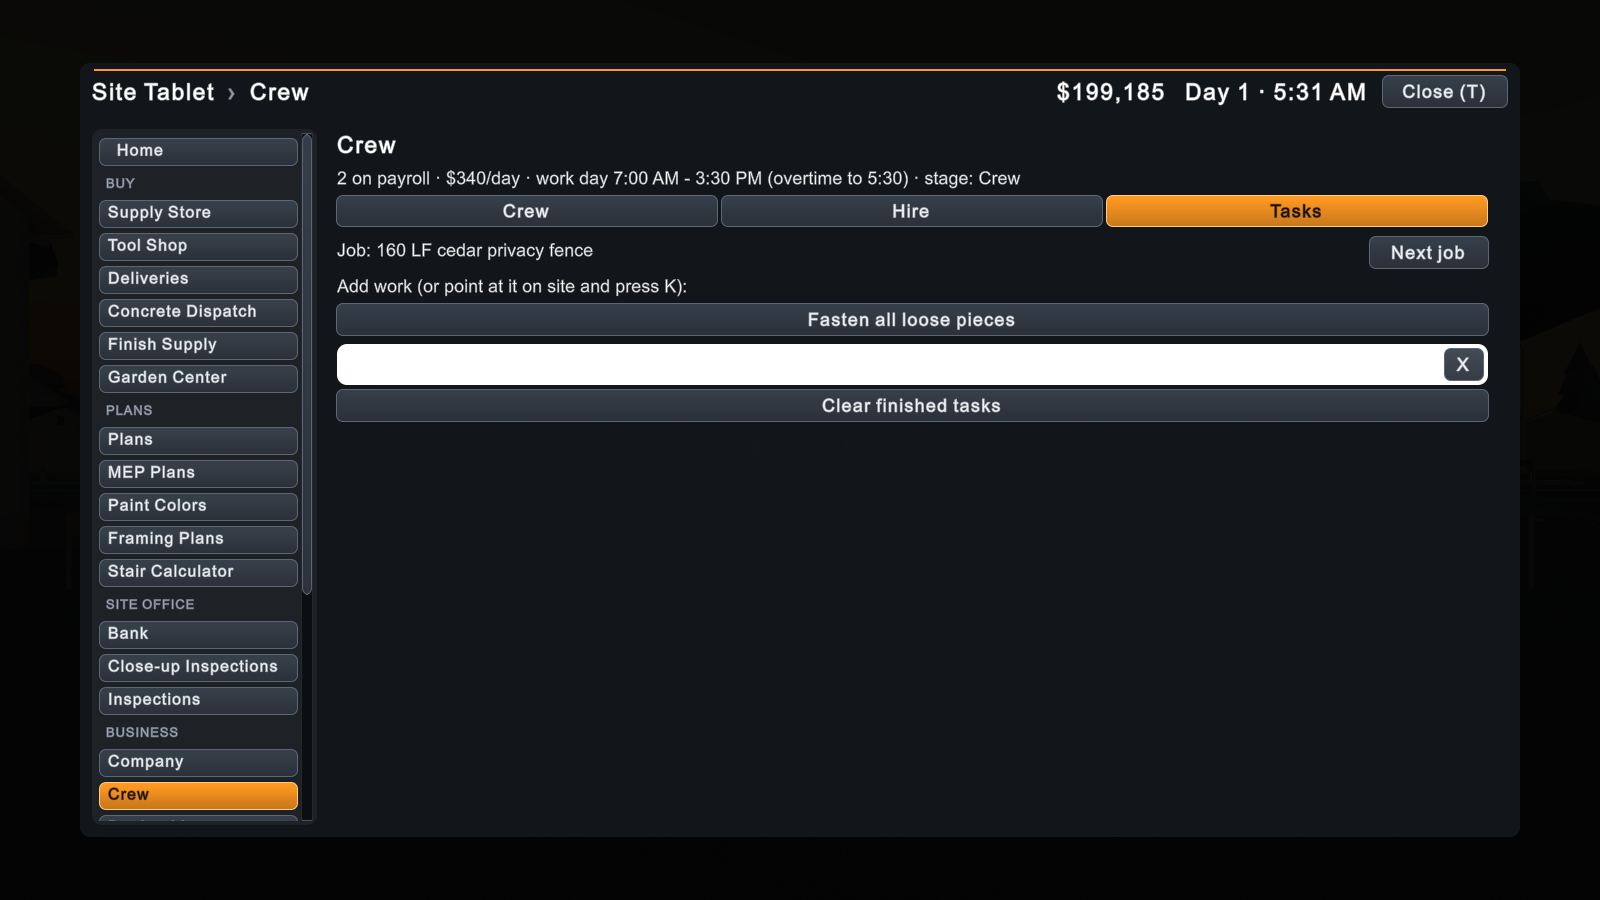 Site Tablet › Crew
$199,185 Day 1 · 5:31 AM Close (T)
Home
BUY
Supply Store
Tool Shop
Deliveries
Concrete Dispatch
Finish Supply
Garden Center
PLANS
Plans
MEP Plans
Paint Colors
Framing Plans
Stair Calculator
SITE OFFICE
Bank
Close-up Inspections
Inspections
BUSINESS
Company
Crew
Crew
2 on payroll · $340/day · work day 7:00 AM - 3:30 PM (overtime to 5:30) · stage: Crew
Crew Hire Tasks
Job: 160 LF cedar privacy fence
Next job
Add work (or point at it on site and press K):
Fasten all loose pieces
X
Clear finished tasks